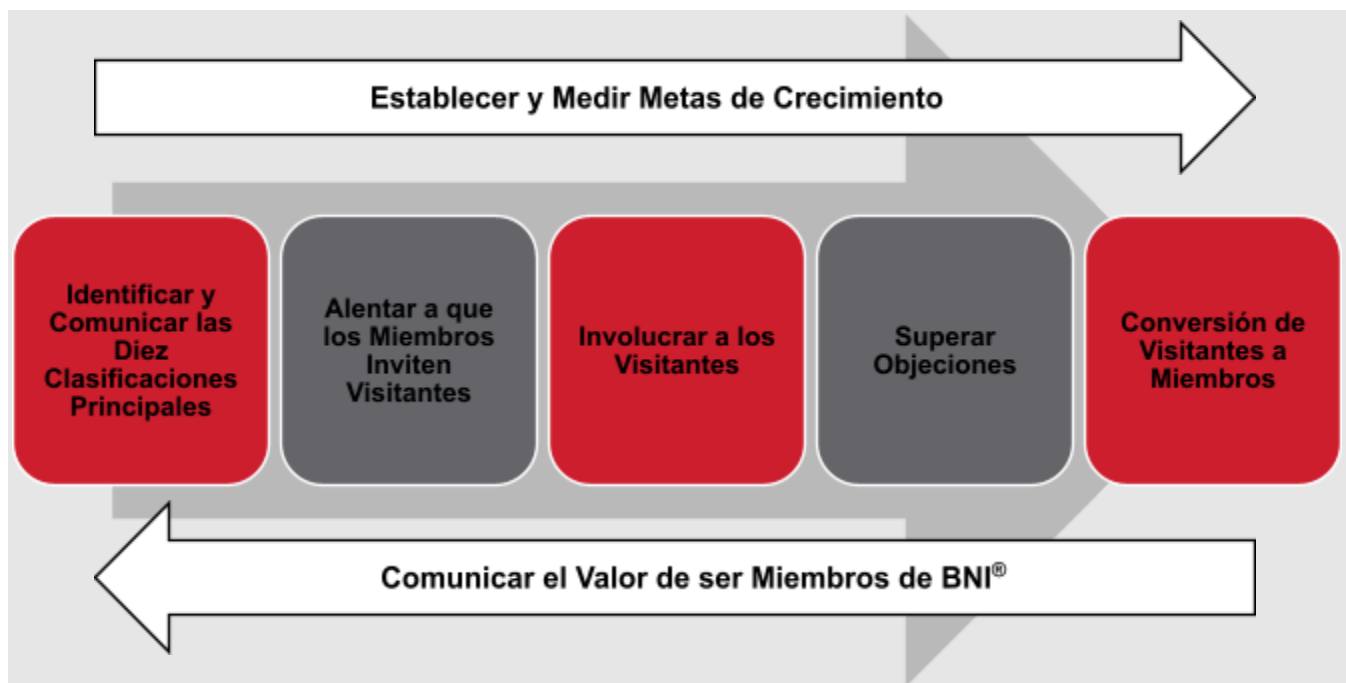 Establecer y Medir Metas de Crecimiento
Identificar y
Comunicar las
Diez
Clasificaciones
Principales
Alentar a que
los Miembros
Inviten
Visitantes
Involucrar a los
Visitantes
Superar
Objeciones
Conversión de
Visitantes a
Miembros
Comunicar el Valor de ser Miembros de BNI®